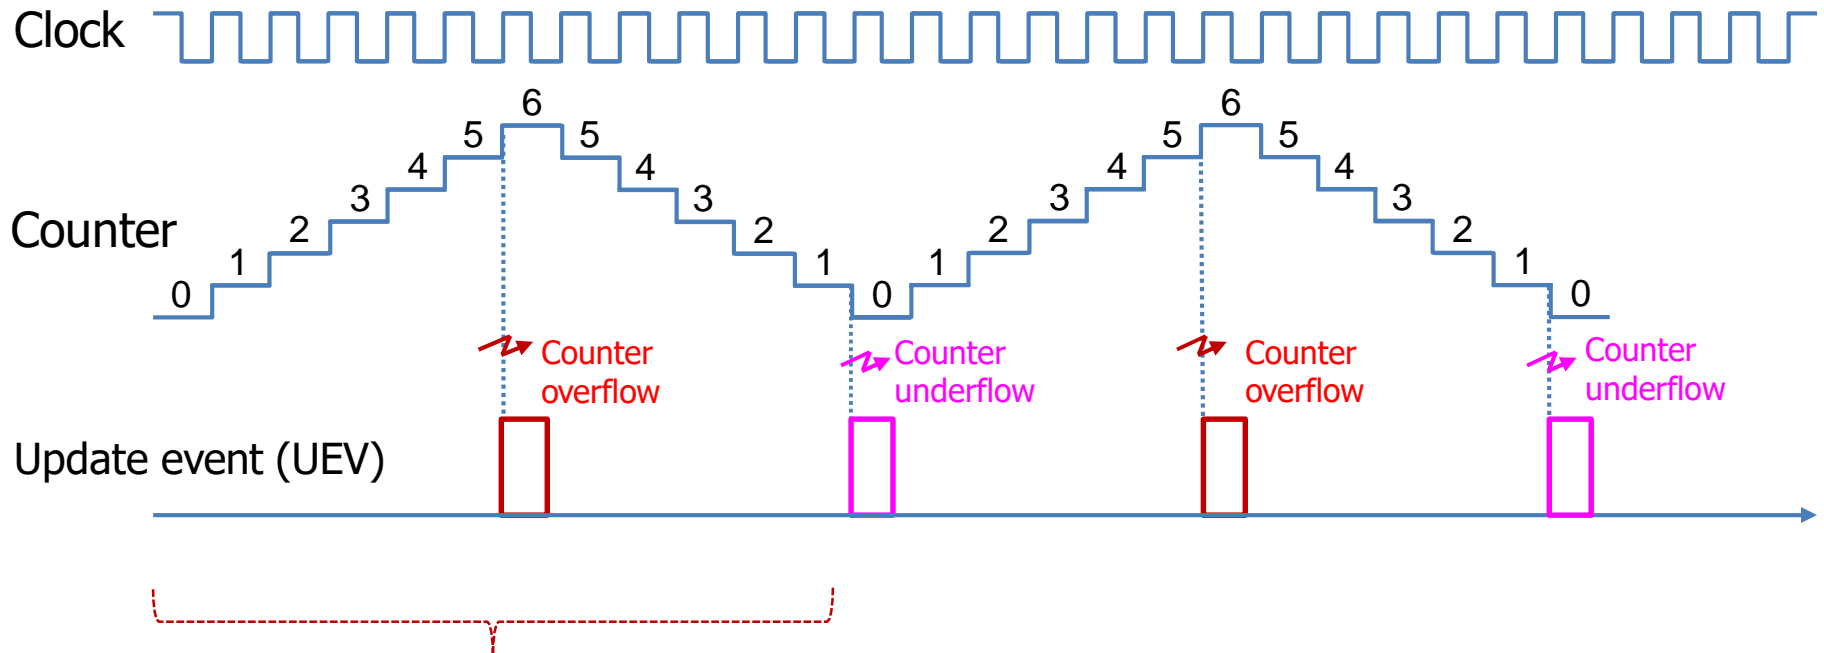 Clock
6 6
5 5 5 5
4 4 4 4
3 3 3 3
Counter 2 2 2 2
1 1 1 1
0 0 0
Counter overflow
Counter underflow
Counter overflow
Counter underflow
Update event (UEV)